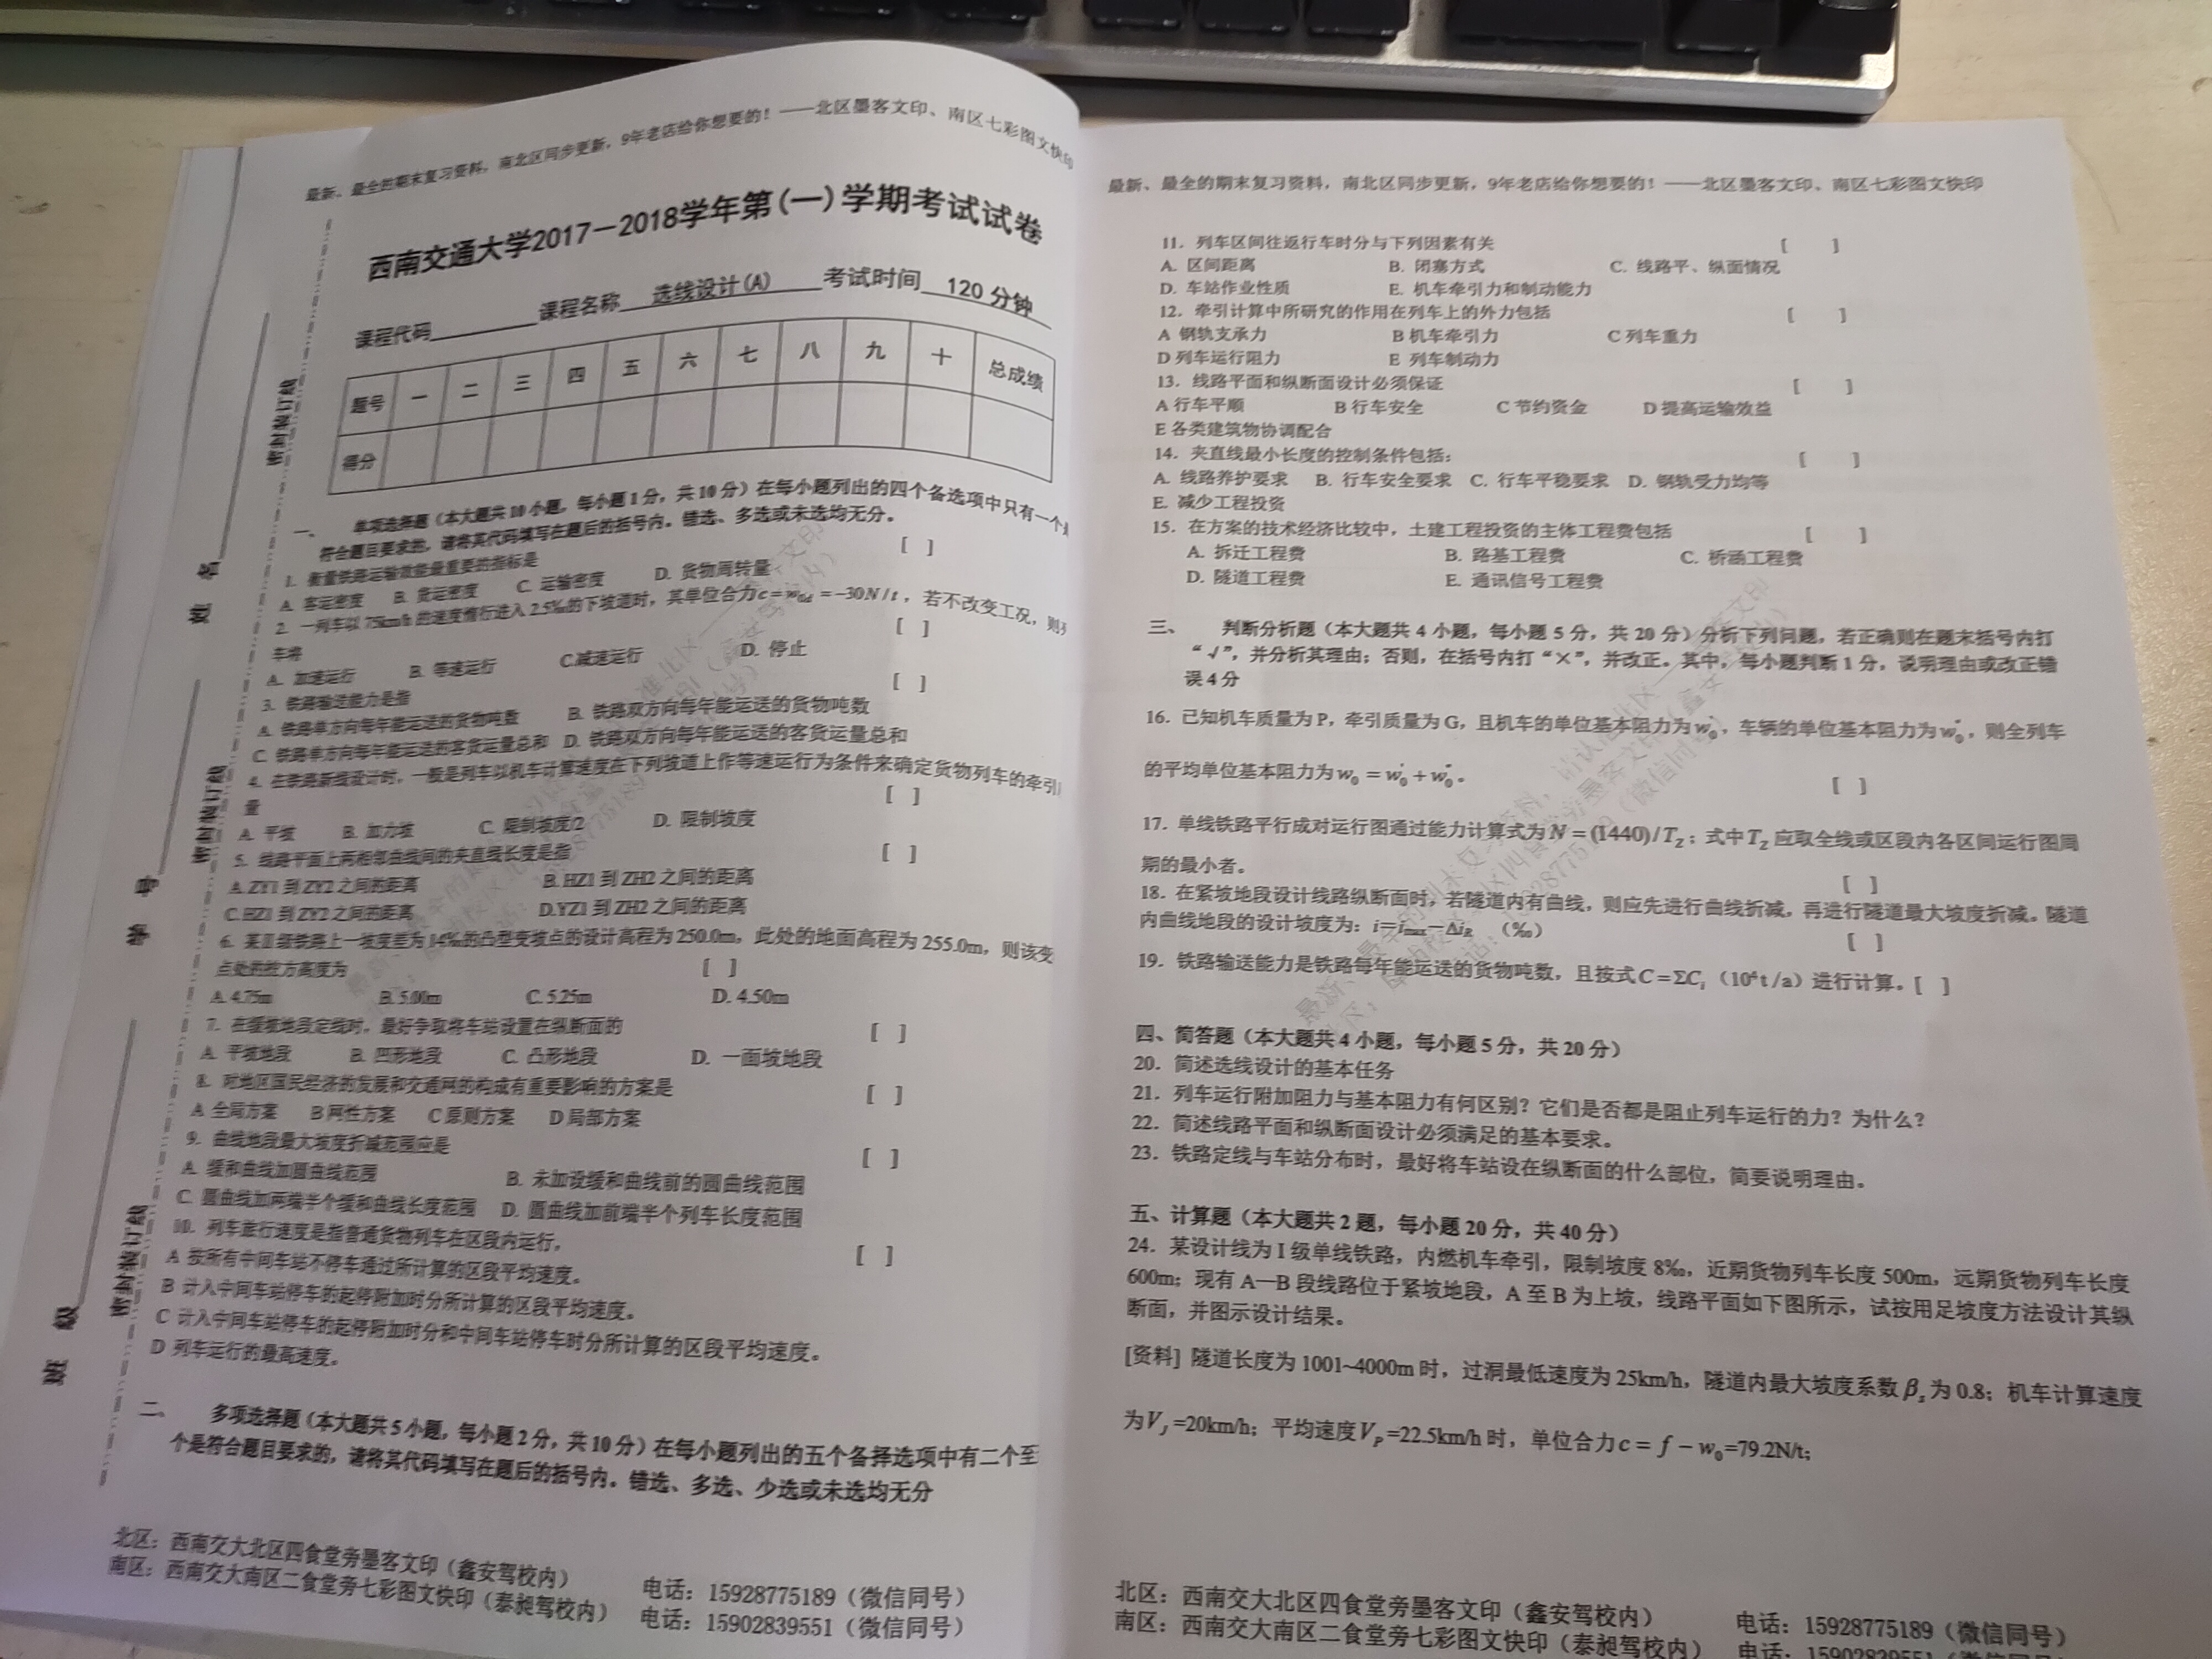 最新、最全的期末复习资料，南北区同步更新，9年老店给你想要的！——北区墨客文印、南区七彩图文快印
西南交通大学2017－2018学年第(一)学期考试试卷
课程代码 课程名称 选线设计(A) 考试时间 120 分钟
题号 一 二 三 四 五 六 七 八 九 十 总成绩
得分
密封装订线
姓 名
密封装订线
学 号
密封装订线
班 级
一、 单项选择题（本大题共 10 小题，每小题 1 分，共 10 分）在每小题列出的四个备选项中只有一个
符合题目要求的，请将其代码填写在题后的括号内。错选、多选或未选均无分。
1. 衡量铁路运输效能最重要的指标是 [ ]
A. 客运密度 B. 货运密度 C. 运输密度 D. 货物周转量
2. 一列车以 75km/h 的速度惰行进入 2.5‰的下坡道时，其单位合力 c = w₀d = −30N/t ，若不改变工况，则列
车将 [ ]
A. 加速运行 B. 等速运行 C.减速运行 D. 停止
3. 铁路输送能力是指 [ ]
A. 铁路单方向每年能运送的货物吨数 B. 铁路双方向每年能运送的货物吨数
C. 铁路单方向每年能运送的客货运量总和 D. 铁路双方向每年能运送的客货运量总和
4. 在铁路新线设计时，一般是列车以机车计算速度在下列坡道上作等速运行为条件来确定货物列车的牵引
量 [ ]
A. 平坡 B. 加力坡 C. 限制坡度/2 D. 限制坡度
5. 线路平面上两相邻曲线间的夹直线长度是指 [ ]
A.ZY1 到 ZY2 之间的距离 B.HZ1 到 ZH2 之间的距离
C.HZ1 到 ZY2 之间的距离 D.YZ1 到 ZH2 之间的距离
6. 某Ⅱ级铁路上一坡度差为 14‰的凸型变坡点的设计高程为 250.0m，此处的地面高程为 255.0m，则该变
点处的挖方高度为 [ ]
A. 4.75m B.5.00m C.5.25m D. 4.50m
7. 在缓坡地段定线时，最好争取将车站设置在纵断面的 [ ]
A. 平坡地段 B. 凹形地段 C. 凸形地段 D. 一面坡地段
8. 对地区国民经济的发展和交通网的构成有重要影响的方案是 [ ]
A 全局方案 B 网性方案 C 原则方案 D 局部方案
9. 曲线地段最大坡度折减范围应是 [ ]
A. 缓和曲线加圆曲线范围 B. 未加设缓和曲线前的圆曲线范围
C. 圆曲线加两端半个缓和曲线长度范围 D. 圆曲线加前端半个列车长度范围
10. 列车旅行速度是指普通货物列车在区段内运行， [ ]
A 按所有中间车站不停车通过所计算的区段平均速度。
B 计入中间车站停车的起停附加时分所计算的区段平均速度。
C 计入中间车站停车的起停附加时分和中间车站停车时分所计算的区段平均速度。
D 列车运行的最高速度。
二、 多项选择题（本大题共 5 小题，每小题 2 分，共 10 分）在每小题列出的五个备择选项中有二个至
个是符合题目要求的，请将其代码填写在题后的括号内。错选、多选、少选或未选均无分
北区：西南交大北区四食堂旁墨客文印（鑫安驾校内） 电话：15928775189（微信同号）
南区：西南交大南区二食堂旁七彩图文快印（泰昶驾校内） 电话：15902839551（微信同号）
最新、最全的期末复习资料，南北区同步更新，9年老店给你想要的！——北区墨客文印、南区七彩图文快印
11. 列车区间往返行车时分与下列因素有关 [ ]
A. 区间距离 B. 闭塞方式 C. 线路平、纵面情况
D. 车站作业性质 E. 机车牵引力和制动能力
12. 牵引计算中所研究的作用在列车上的外力包括 [ ]
A 钢轨支承力 B 机车牵引力 C 列车重力
D 列车运行阻力 E 列车制动力
13. 线路平面和纵断面设计必须保证 [ ]
A 行车平顺 B 行车安全 C 节约资金 D 提高运输效益
E 各类建筑物协调配合
14. 夹直线最小长度的控制条件包括: [ ]
A. 线路养护要求 B. 行车安全要求 C. 行车平稳要求 D. 钢轨受力均等
E. 减少工程投资
15. 在方案的技术经济比较中，土建工程投资的主体工程费包括 [ ]
A. 拆迁工程费 B. 路基工程费 C. 桥涵工程费
D. 隧道工程费 E. 通讯信号工程费
三、 判断分析题（本大题共 4 小题，每小题 5 分，共 20 分）分析下列问题，若正确则在题末括号内打
“√”，并分析其理由；否则，在括号内打“×”，并改正。其中，每小题判断 1 分，说明理由或改正错
误 4 分
16. 已知机车质量为 P，牵引质量为 G，且机车的单位基本阻力为 w₀'，车辆的单位基本阻力为 w₀"，则全列车
的平均单位基本阻力为 w₀ = w₀' + w₀"。 [ ]
17. 单线铁路平行成对运行图通过能力计算式为 N = (1440)/T_Z；式中 T_Z 应取全线或区段内各区间运行图周
期的最小者。 [ ]
18. 在紧坡地段设计线路纵断面时，若隧道内有曲线，则应先进行曲线折减，再进行隧道最大坡度折减。隧道
内曲线地段的设计坡度为：i=i_max−Δi_R （‰） [ ]
19. 铁路输送能力是铁路每年能运送的货物吨数，且按式 C = ΣC_i （10⁴t/a）进行计算。[ ]
四、简答题（本大题共 4 小题，每小题 5 分，共 20 分）
20. 简述选线设计的基本任务
21. 列车运行附加阻力与基本阻力有何区别？它们是否都是阻止列车运行的力？为什么？
22. 简述线路平面和纵断面设计必须满足的基本要求。
23. 铁路定线与车站分布时，最好将车站设在纵断面的什么部位，简要说明理由。
五、计算题（本大题共 2 题，每小题 20 分，共 40 分）
24. 某设计线为 I 级单线铁路，内燃机车牵引，限制坡度 8‰，近期货物列车长度 500m，远期货物列车长度
600m；现有 A—B 段线路位于紧坡地段，A 至 B 为上坡，线路平面如下图所示，试按用足坡度方法设计其纵
断面，并图示设计结果。
[资料] 隧道长度为 1001~4000m 时，过洞最低速度为 25km/h，隧道内最大坡度系数 β_s 为 0.8；机车计算速度
为 V_J =20km/h；平均速度 V_P =22.5km/h 时，单位合力 c = f − w₀=79.2N/t；
北区：西南交大北区四食堂旁墨客文印（鑫安驾校内） 电话：15928775189（微信同号）
南区：西南交大南区二食堂旁七彩图文快印（泰昶驾校内） 电话：15902839551